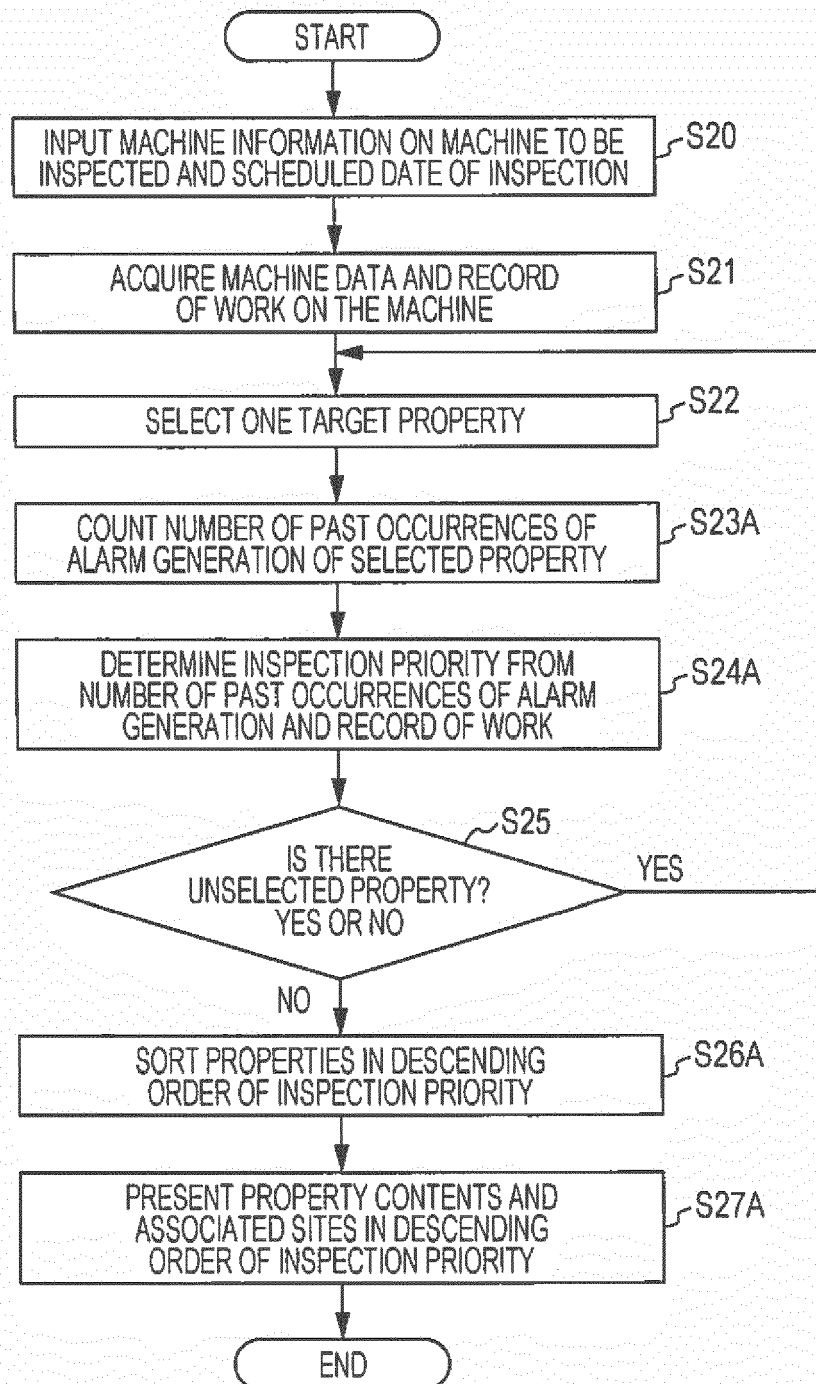 START
INPUT MACHINE INFORMATION ON MACHINE TO BE
INSPECTED AND SCHEDULED DATE OF INSPECTION
S20
ACQUIRE MACHINE DATA AND RECORD
OF WORK ON THE MACHINE
S21
SELECT ONE TARGET PROPERTY
S22
COUNT NUMBER OF PAST OCCURRENCES OF
ALARM GENERATION OF SELECTED PROPERTY
S23A
DETERMINE INSPECTION PRIORITY FROM
NUMBER OF PAST OCCURRENCES OF ALARM
GENERATION AND RECORD OF WORK
S24A
S25
IS THERE
UNSELECTED PROPERTY?
YES OR NO
YES
NO
SORT PROPERTIES IN DESCENDING
ORDER OF INSPECTION PRIORITY
S26A
PRESENT PROPERTY CONTENTS AND
ASSOCIATED SITES IN DESCENDING
ORDER OF INSPECTION PRIORITY
S27A
END